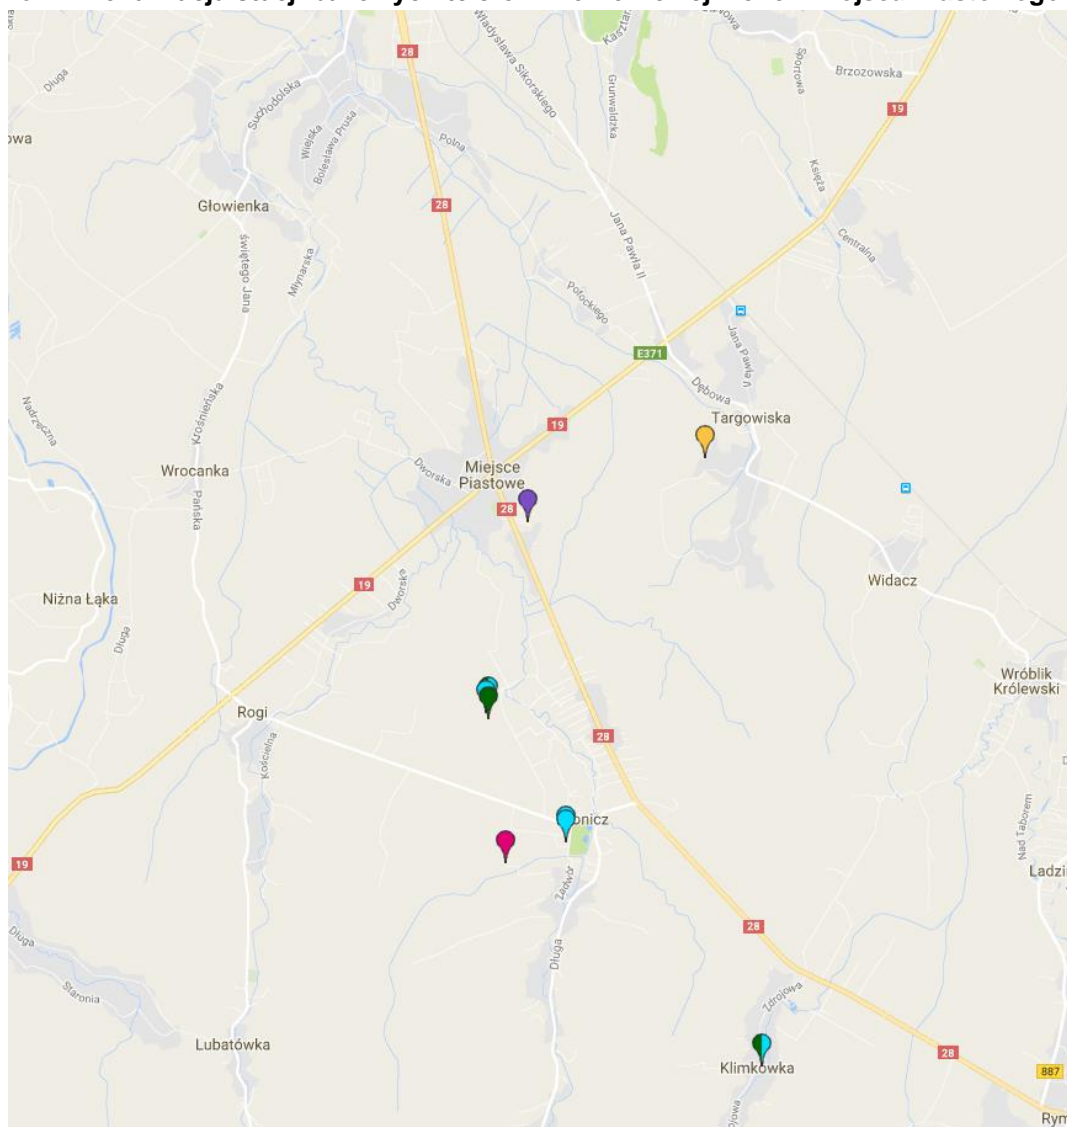 28
Władysława Sikorskiego
Grunwaldzka
Sportowa
Brzozowska
Długa
Suchodolska
Wiejska
Bolesława Prusa
Polna
19
Księża
Głowienka
28
Jana Pawła II
Centralna
świętego Jana
Młynarska
Potockiego
Jana Pawła II
E371
Dębowa
Krośnieńska
Nadrzeczna
19
Targowiska
Wrocanka
Dworska
Miejsce
Piastowe
Pańska
28
19
Dworske
Widacz
Niżna Łąka
Długa
Wróblik
Królewski
Rogi
Kościelna
28
Nad Taborem
19
Zadwór
28
Długa
Długa
Staronia
Zdrojowa
Lubatówka
28
Klimkówka
887